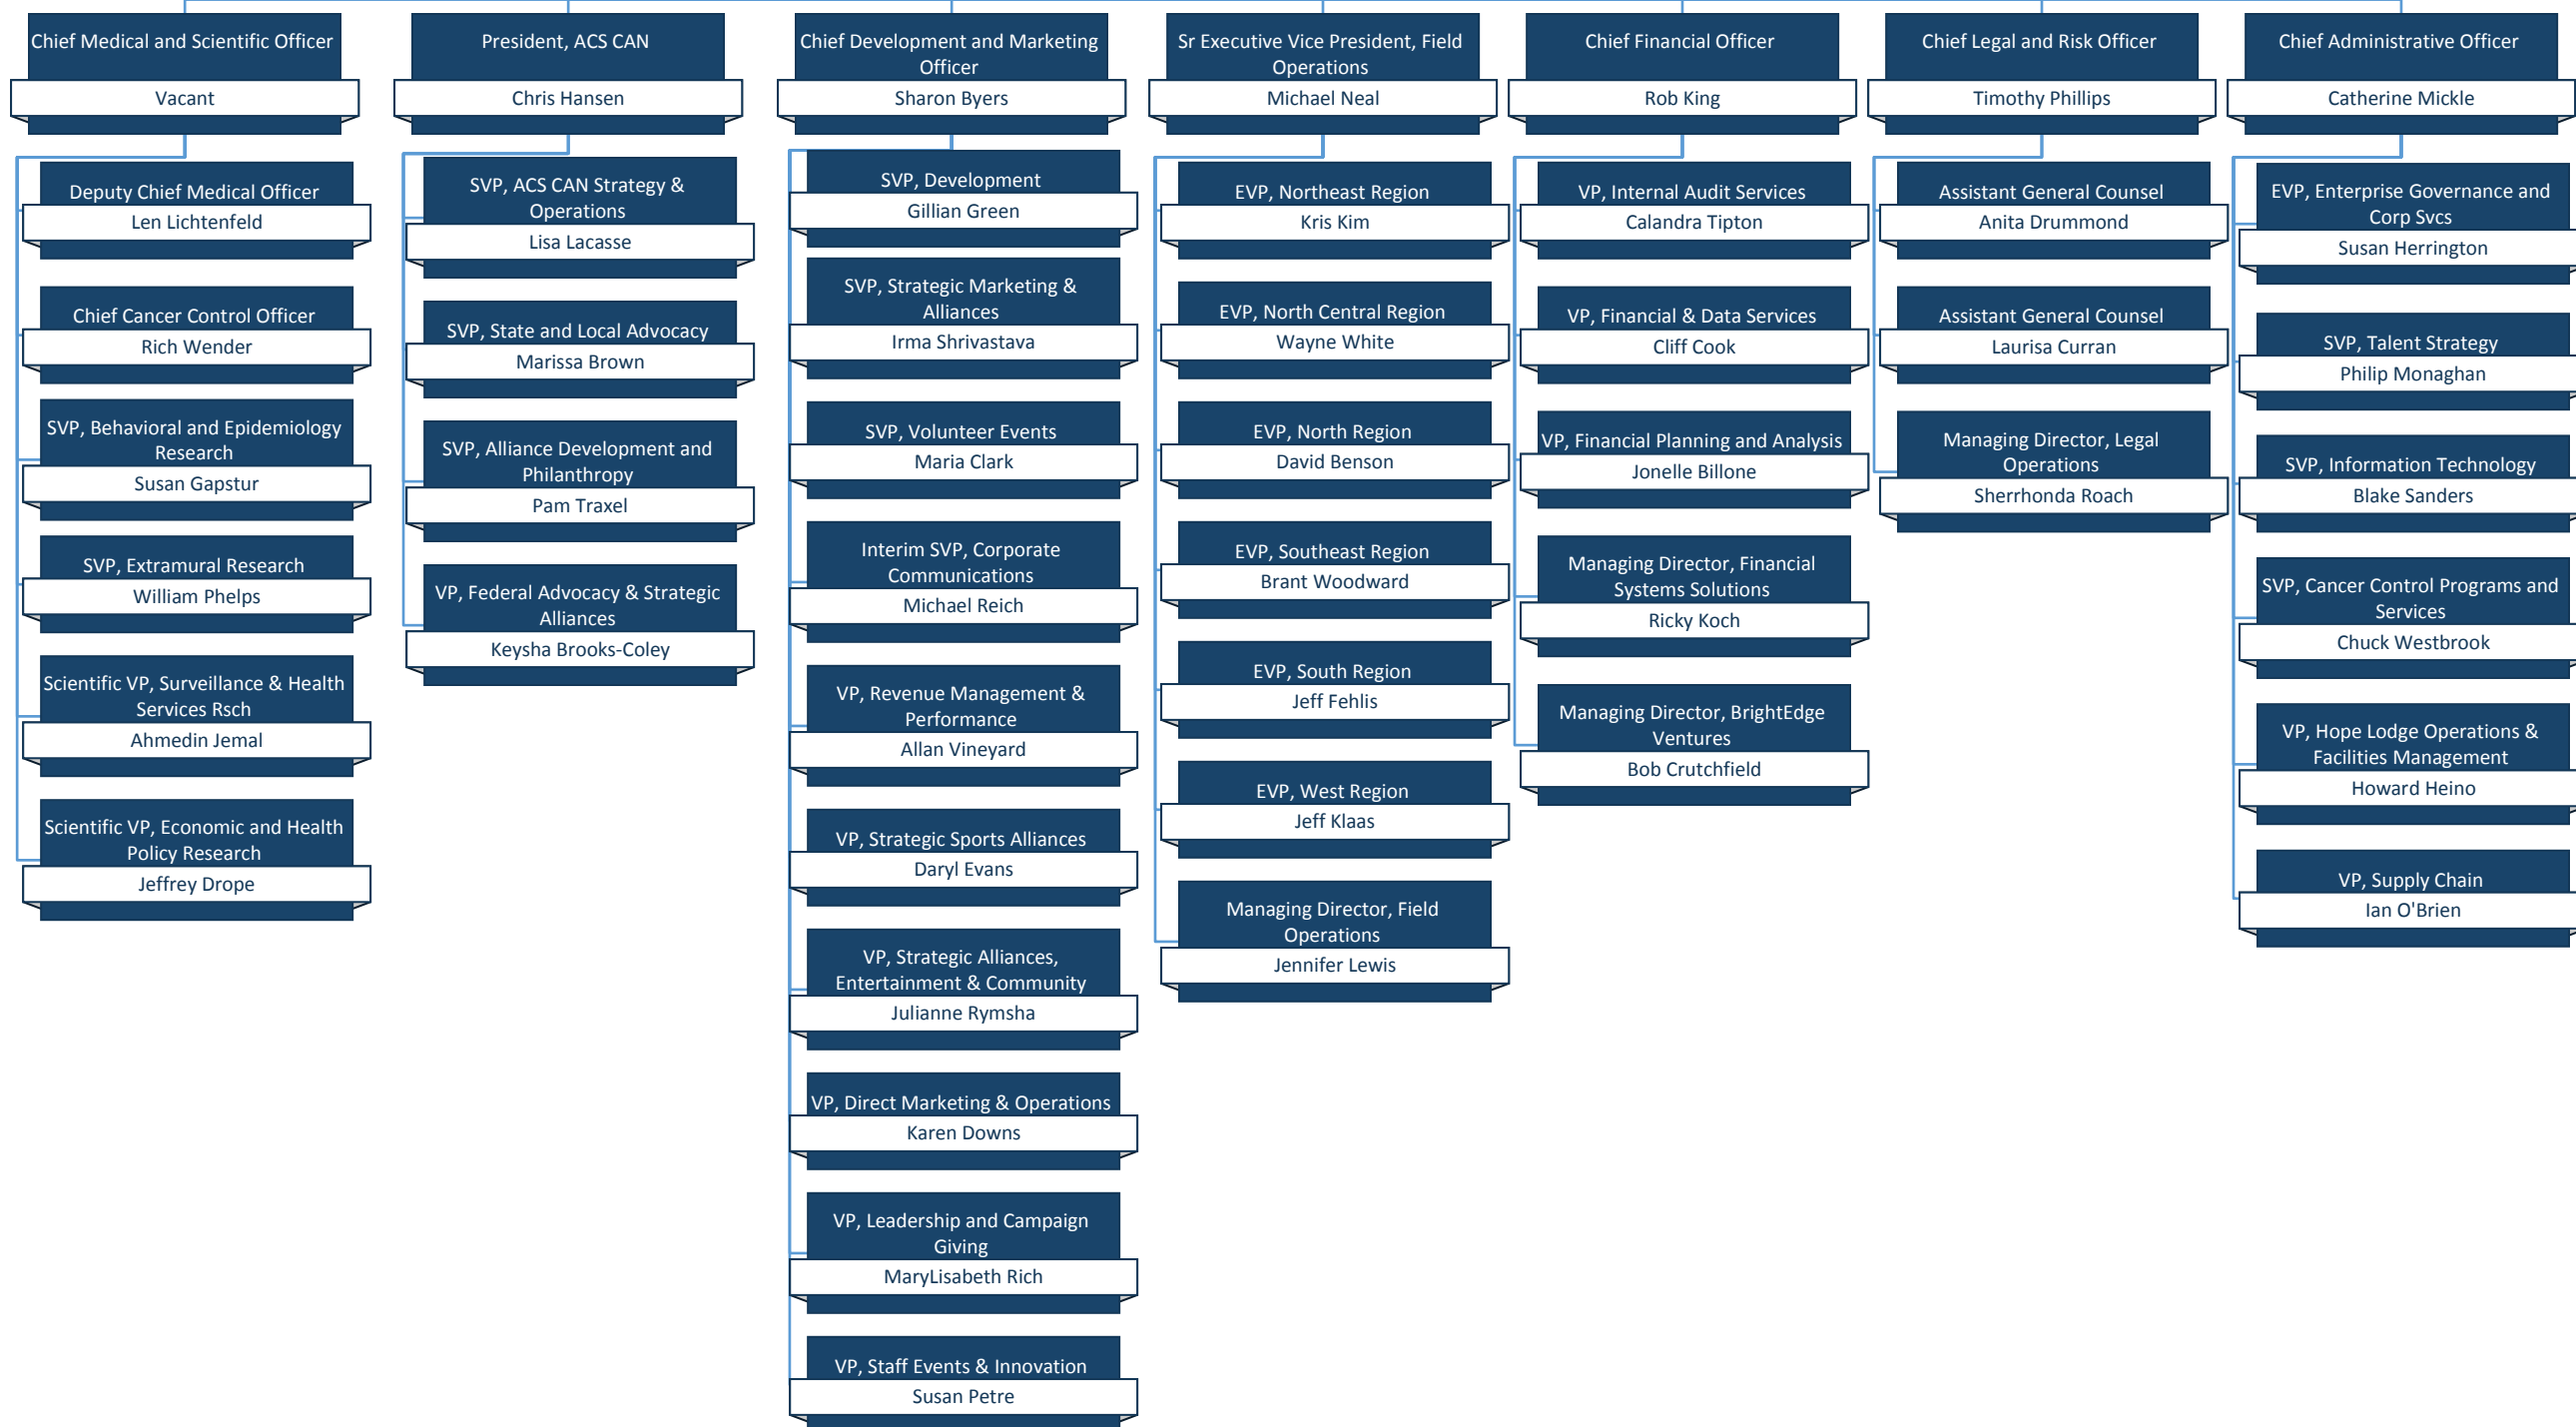 Chief Medical and Scientific Officer
Vacant
Deputy Chief Medical Officer
Len Lichtenfeld
Chief Cancer Control Officer
Rich Wender
SVP, Behavioral and Epidemiology
Research
Susan Gapstur
SVP, Extramural Research
William Phelps
Scientific VP, Surveillance & Health
Services Rsch
Ahmedin Jemal
Scientific VP, Economic and Health
Policy Research
Jeffrey Drope
President, ACS CAN
Chris Hansen
SVP, ACS CAN Strategy &
Operations
Lisa Lacasse
SVP, State and Local Advocacy
Marissa Brown
SVP, Alliance Development and
Philanthropy
Pam Traxel
VP, Federal Advocacy & Strategic
Alliances
Keysha Brooks-Coley
Chief Development and Marketing
Officer
Sharon Byers
SVP, Development
Gillian Green
SVP, Strategic Marketing &
Alliances
Irma Shrivastava
SVP, Volunteer Events
Maria Clark
Interim SVP, Corporate
Communications
Michael Reich
VP, Revenue Management &
Performance
Allan Vineyard
VP, Strategic Sports Alliances
Daryl Evans
VP, Strategic Alliances,
Entertainment & Community
Julianne Rymsha
VP, Direct Marketing & Operations
Karen Downs
VP, Leadership and Campaign
Giving
MaryLisabeth Rich
VP, Staff Events & Innovation
Susan Petre
Sr Executive Vice President, Field
Operations
Michael Neal
EVP, Northeast Region
Kris Kim
EVP, North Central Region
Wayne White
EVP, North Region
David Benson
EVP, Southeast Region
Brant Woodward
EVP, South Region
Jeff Fehlis
EVP, West Region
Jeff Klaas
Managing Director, Field
Operations
Jennifer Lewis
Chief Financial Officer
Rob King
VP, Internal Audit Services
Calandra Tipton
VP, Financial & Data Services
Cliff Cook
VP, Financial Planning and Analysis
Jonelle Billone
Managing Director, Financial
Systems Solutions
Ricky Koch
Managing Director, BrightEdge
Ventures
Bob Crutchfield
Chief Legal and Risk Officer
Timothy Phillips
Assistant General Counsel
Anita Drummond
Assistant General Counsel
Laurisa Curran
Managing Director, Legal
Operations
Sherrhonda Roach
Chief Administrative Officer
Catherine Mickle
EVP, Enterprise Governance and
Corp Svcs
Susan Herrington
SVP, Talent Strategy
Philip Monaghan
SVP, Information Technology
Blake Sanders
SVP, Cancer Control Programs and
Services
Chuck Westbrook
VP, Hope Lodge Operations &
Facilities Management
Howard Heino
VP, Supply Chain
Ian O'Brien